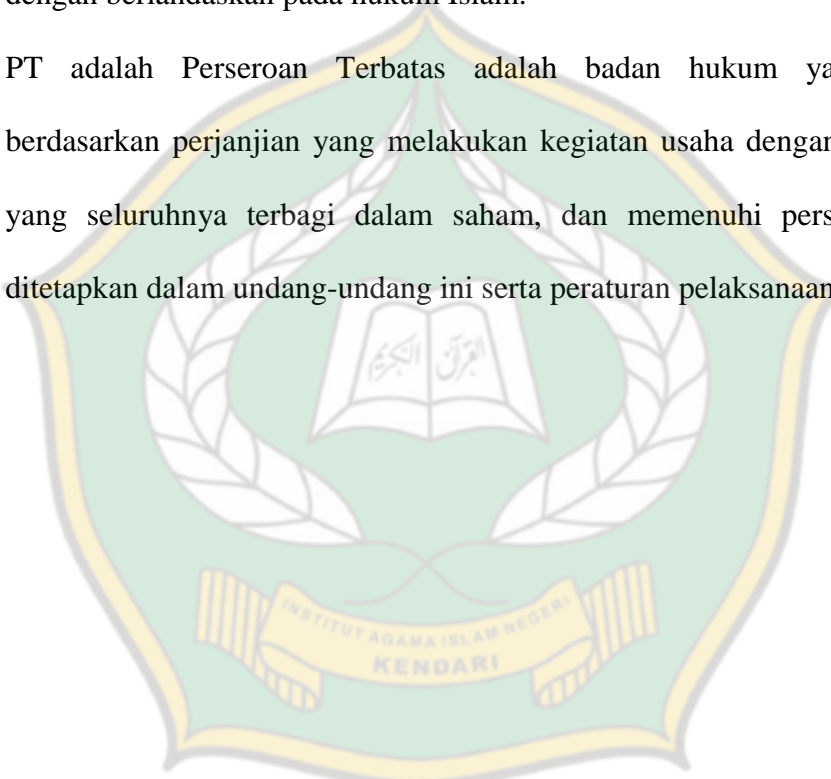 dengan berlandaskan pada hukum Islam.
PT adalah Perseroan Terbatas adalah badan hukum ya
berdasarkan perjanjian yang melakukan kegiatan usaha dengan
yang seluruhnya terbagi dalam saham, dan memenuhi pers
ditetapkan dalam undang-undang ini serta peraturan pelaksanaan
القرآن الكريم
INSTITUT AGAMA ISLAM NEGERI
KENDARI